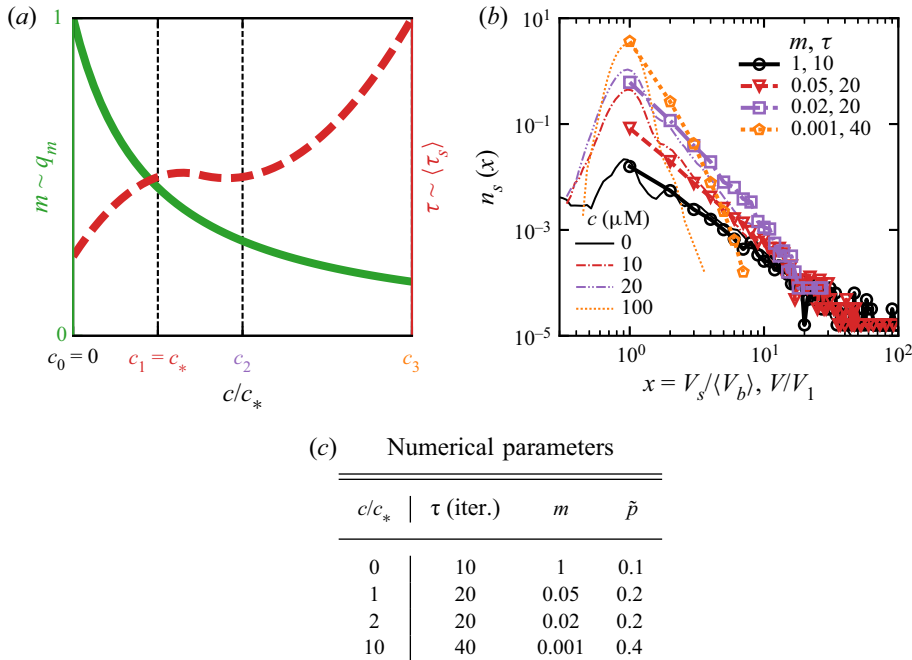 (a)
1
m ~ q_m
0
τ ~ ⟨τ⟩^s
c_0 = 0
c_1 = c_*
c_2
c_3
c/c_*
(b)
10^1
10^{-1}
10^{-3}
10^{-5}
n_s (x)
m, τ
1, 10
0.05, 20
0.02, 20
0.001, 40
c (μM)
0
10
20
100
10^0
10^1
10^2
x = V_s/⟨V_b⟩, V/V_1
(c) Numerical parameters
c/c_* τ (iter.) m p̃
0 10 1 0.1
1 20 0.05 0.2
2 20 0.02 0.2
10 40 0.001 0.4